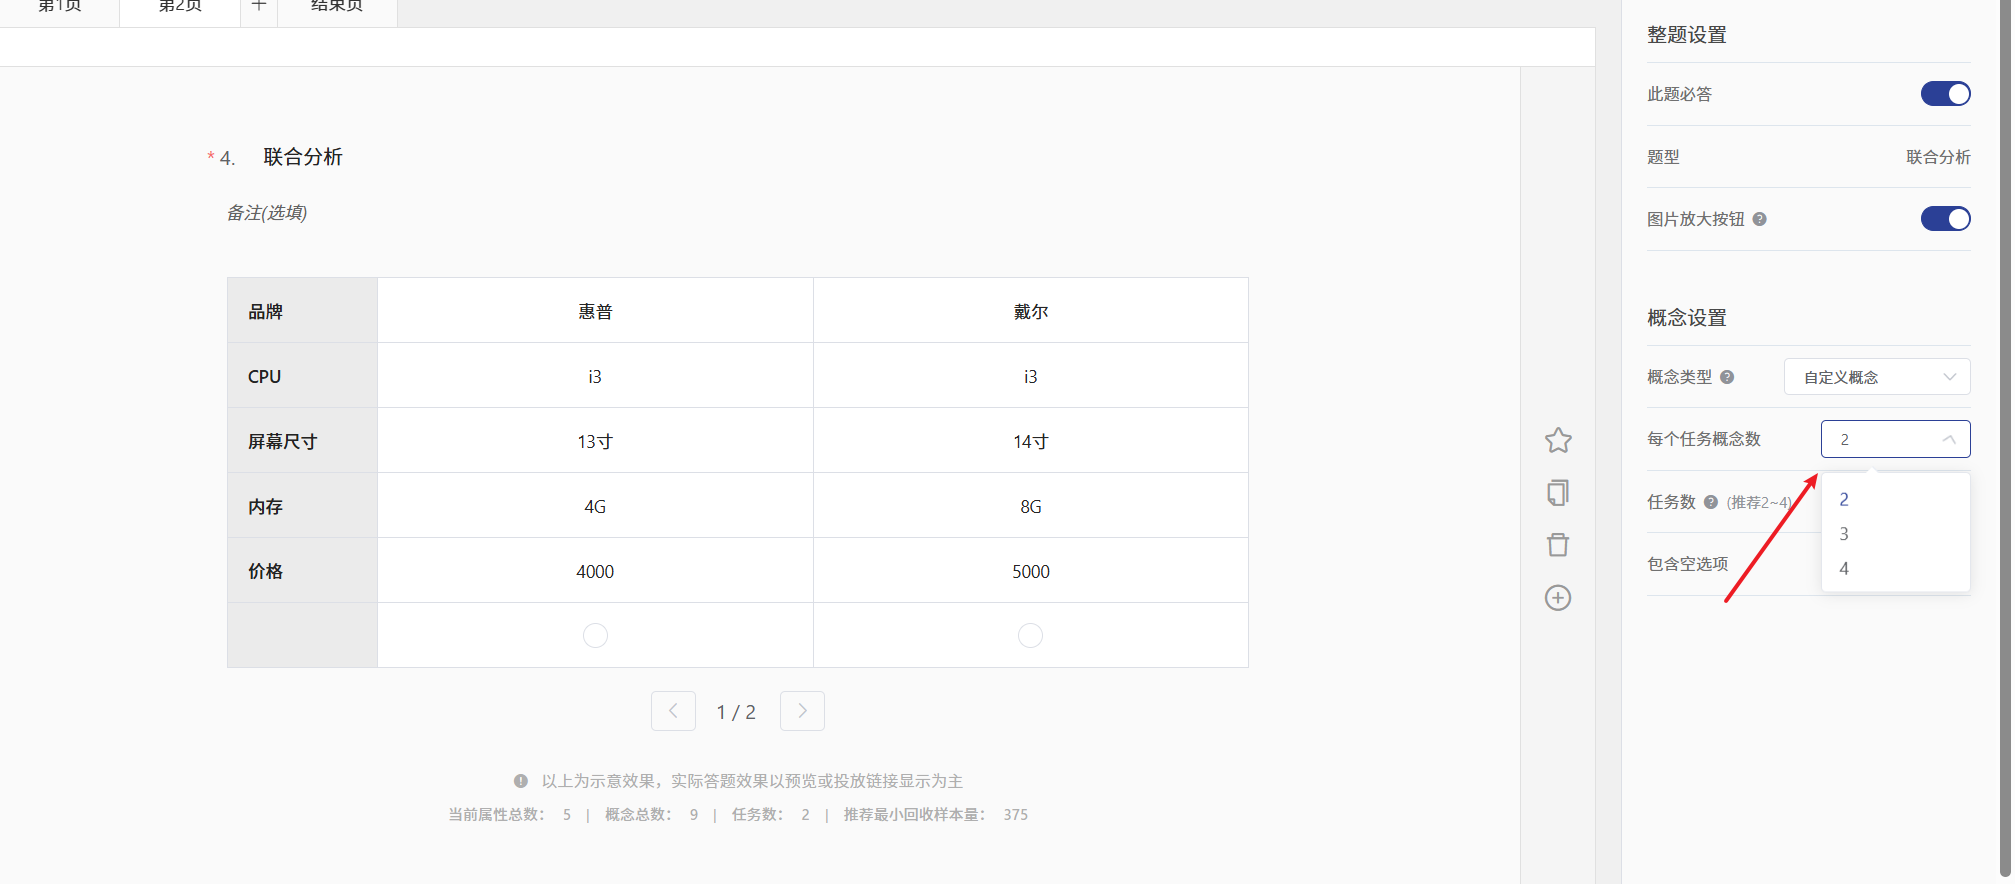 第1页 第2页 + 结束页
* 4. 联合分析
备注(选填)
品牌 惠普 戴尔
CPU i3 i3
屏幕尺寸 13寸 14寸
内存 4G 8G
价格 4000 5000
1 / 2
以上为示意效果，实际答题效果以预览或投放链接显示为主
当前属性总数： 5 | 概念总数： 9 | 任务数： 2 | 推荐最小回收样本量： 375
整题设置
此题必答
题型 联合分析
图片放大按钮
概念设置
概念类型 自定义概念
每个任务概念数 2
任务数 (推荐2~4)
包含空选项
2
3
4